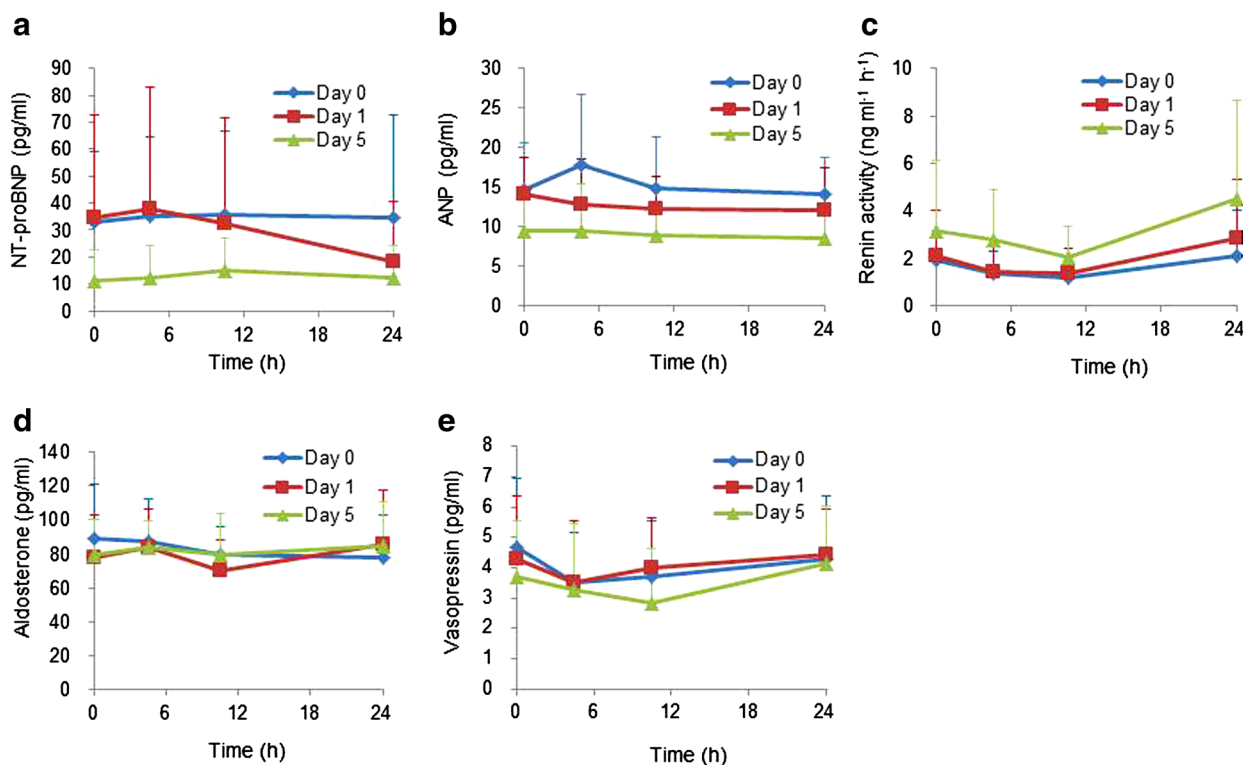 a
NT-proBNP (pg/ml)
90
80
70
60
50
40
30
20
10
0
Day 0
Day 1
Day 5
0 6 12 18 24
Time (h)
b
ANP (pg/ml)
30
25
20
15
10
5
0
Day 0
Day 1
Day 5
0 6 12 18 24
Time (h)
c
Renin activity (ng ml⁻¹ h⁻¹)
10
8
6
4
2
0
Day 0
Day 1
Day 5
0 6 12 18 24
Time (h)
d
Aldosterone (pg/ml)
140
120
100
80
60
40
20
0
Day 0
Day 1
Day 5
0 6 12 18 24
Time (h)
e
Vasopressin (pg/ml)
8
7
6
5
4
3
2
1
0
Day 0
Day 1
Day 5
0 6 12 18 24
Time (h)